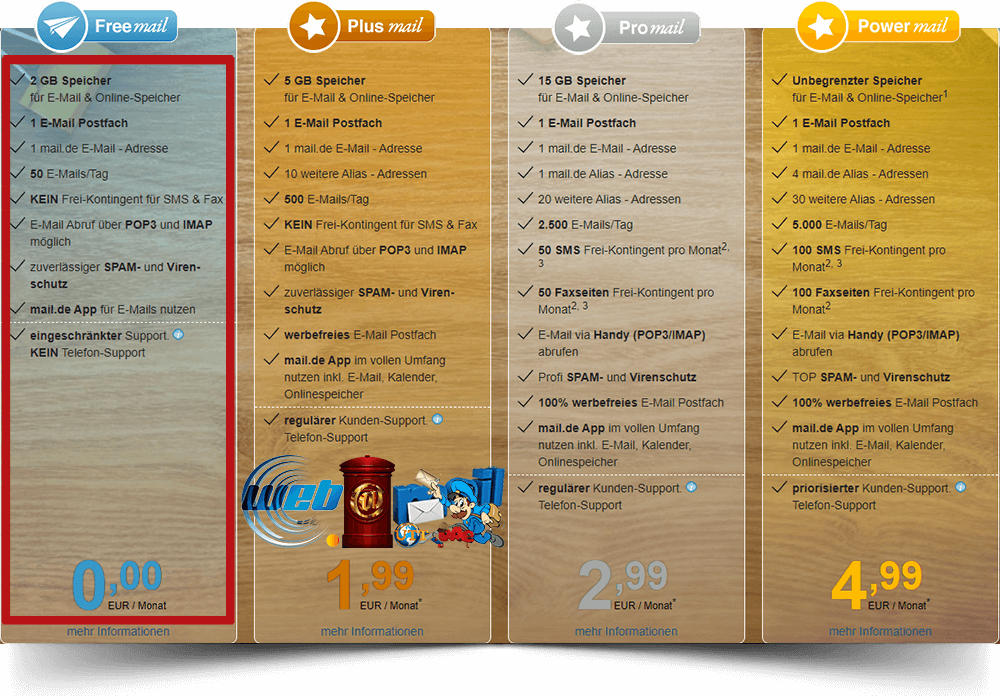 Freemail
2 GB Speicher
für E-Mail & Online-Speicher
1 E-Mail Postfach
1 mail.de E-Mail - Adresse
50 E-Mails/Tag
KEIN Frei-Kontingent für SMS & Fax
E-Mail Abruf über POP3 und IMAP
möglich
zuverlässiger SPAM- und Viren-
schutz
mail.de App für E-Mails nutzen
eingeschränkter Support.
KEIN Telefon-Support
0,00
EUR / Monat
mehr Informationen
Plus mail
5 GB Speicher
für E-Mail & Online-Speicher
1 E-Mail Postfach
1 mail.de E-Mail - Adresse
10 weitere Alias - Adressen
500 E-Mails/Tag
KEIN Frei-Kontingent für SMS & Fax
E-Mail Abruf über POP3 und IMAP
möglich
zuverlässiger SPAM- und Viren-
schutz
werbefreies E-Mail Postfach
mail.de App im vollen Umfang
nutzen inkl. E-Mail, Kalender,
Onlinespeicher
regulärer Kunden-Support.
Telefon-Support
web
@
1,99
EUR / Monat*
mehr Informationen
Promail
15 GB Speicher
für E-Mail & Online-Speicher
1 E-Mail Postfach
1 mail.de E-Mail - Adresse
1 mail.de Alias - Adresse
20 weitere Alias - Adressen
2.500 E-Mails/Tag
50 SMS Frei-Kontingent pro Monat2,
3
50 Faxseiten Frei-Kontingent pro
Monat2, 3
E-Mail via Handy (POP3/IMAP)
abrufen
Profi SPAM- und Virenschutz
100% werbefreies E-Mail Postfach
mail.de App im vollen Umfang
nutzen inkl. E-Mail, Kalender,
Onlinespeicher
regulärer Kunden-Support.
Telefon-Support
2,99
EUR / Monat*
mehr Informationen
Power mail
Unbegrenzter Speicher
für E-Mail & Online-Speicher1
1 E-Mail Postfach
1 mail.de E-Mail - Adresse
4 mail.de Alias - Adressen
30 weitere Alias - Adressen
5.000 E-Mails/Tag
100 SMS Frei-Kontingent pro
Monat2, 3
100 Faxseiten Frei-Kontingent pro
Monat2
E-Mail via Handy (POP3/IMAP)
abrufen
TOP SPAM- und Virenschutz
100% werbefreies E-Mail Postfach
mail.de App im vollen Umfang
nutzen inkl. E-Mail, Kalender,
Onlinespeicher
priorisierter Kunden-Support.
Telefon-Support
4,99
EUR / Monat*
mehr Informationen